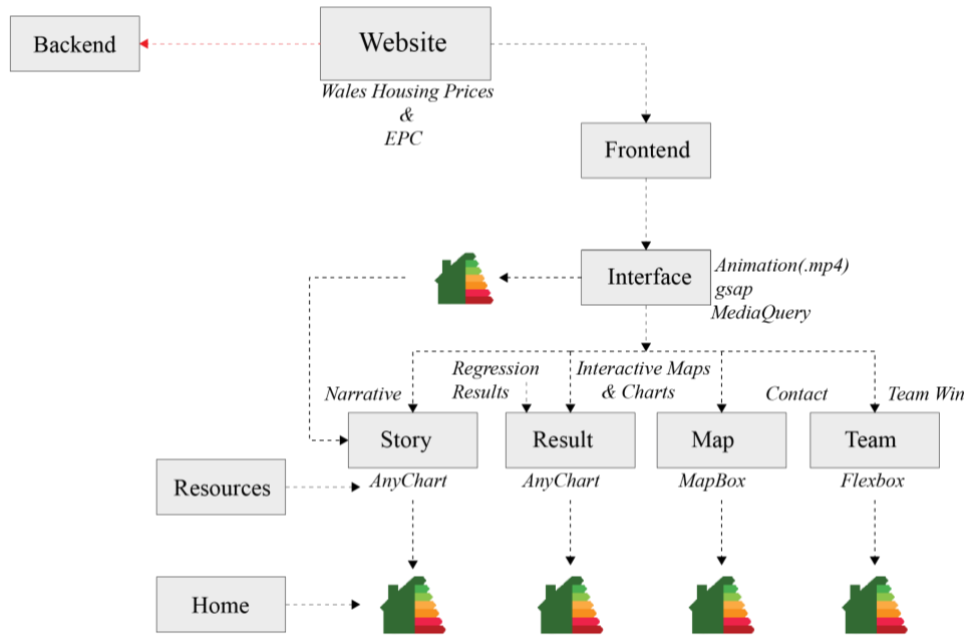 Backend
Website
Wales Housing Prices
&
EPC
Frontend
Interface
Animation(.mp4)
gsap
MediaQuery
Regression
Results
Interactive Maps
& Charts
Narrative
Contact
Team Win
Story
Result
Map
Team
AnyChart
AnyChart
MapBox
Flexbox
Resources
Home